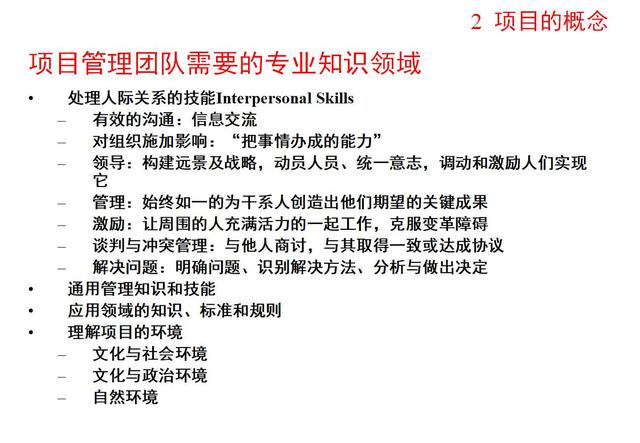 2 项目的概念
项目管理团队需要的专业知识领域
• 处理人际关系的技能Interpersonal Skills
– 有效的沟通：信息交流
– 对组织施加影响：“把事情办成的能力”
– 领导：构建远景及战略，动员人员、统一意志，调动和激励人们实现
它
– 管理：始终如一的为干系人创造出他们期望的关键成果
– 激励：让周围的人充满活力的一起工作，克服变革障碍
– 谈判与冲突管理：与他人商讨，与其取得一致或达成协议
– 解决问题：明确问题、识别解决方法、分析与做出决定
• 通用管理知识和技能
• 应用领域的知识、标准和规则
• 理解项目的环境
– 文化与社会环境
– 文化与政治环境
– 自然环境